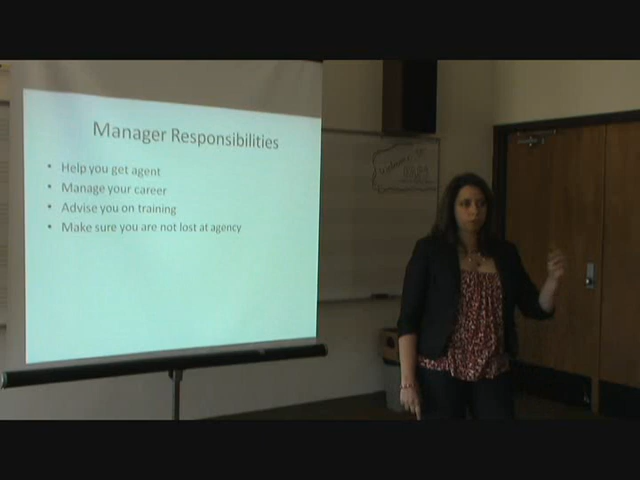 Manager Responsibilities
• Help you get agent
• Manage your career
• Advise you on training
• Make sure you are not lost at agency